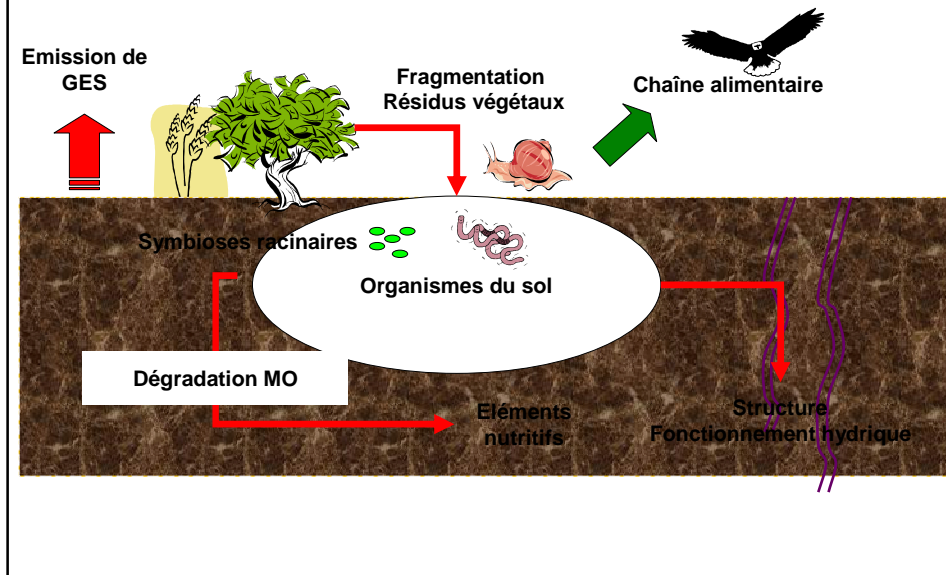 Emission de
GES
Fragmentation
Résidus végétaux
Chaîne alimentaire
Symbioses racinaires
Organismes du sol
Dégradation MO
Eléments
nutritifs
Structure
Fonctionnement hydrique